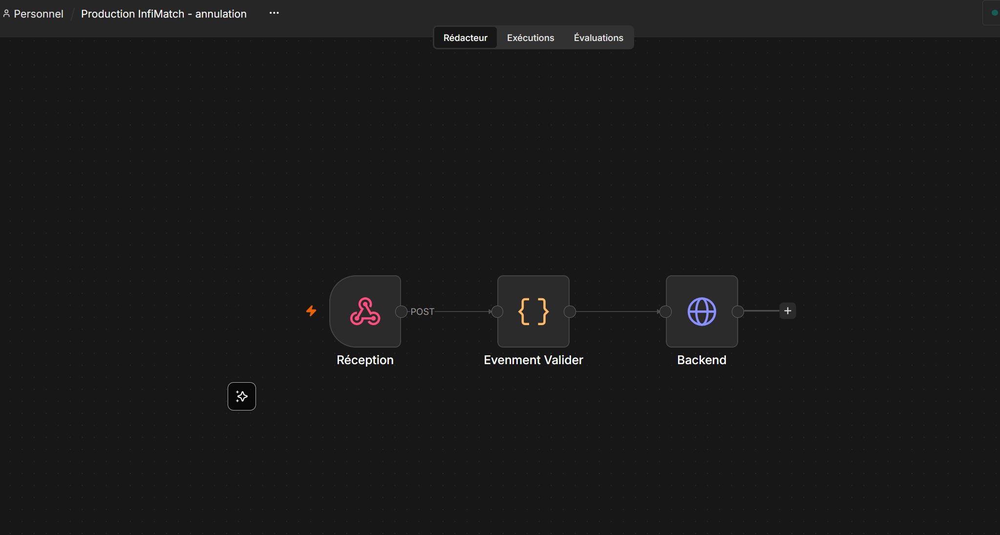 Personnel / Production InfiMatch - annulation ...
Rédacteur Exécutions Évaluations
POST
{ }
+
Réception Evenment Valider Backend